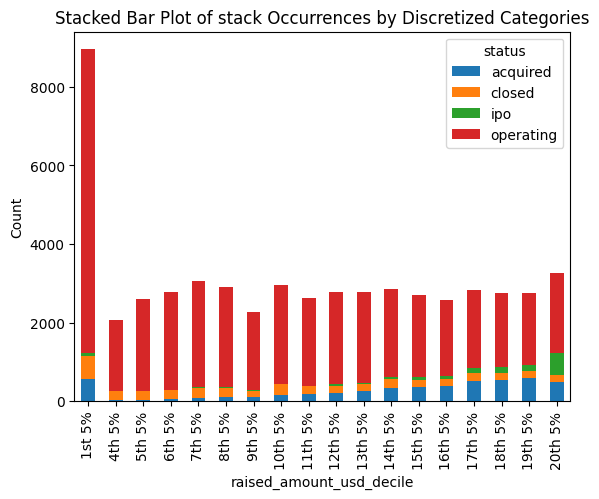 Stacked Bar Plot of stack Occurrences by Discretized Categories
status
acquired
closed
ipo
operating
Count
8000
6000
4000
2000
0
1st 5%
4th 5%
5th 5%
6th 5%
7th 5%
8th 5%
9th 5%
10th 5%
11th 5%
12th 5%
13th 5%
14th 5%
15th 5%
16th 5%
17th 5%
18th 5%
19th 5%
20th 5%
raised_amount_usd_decile